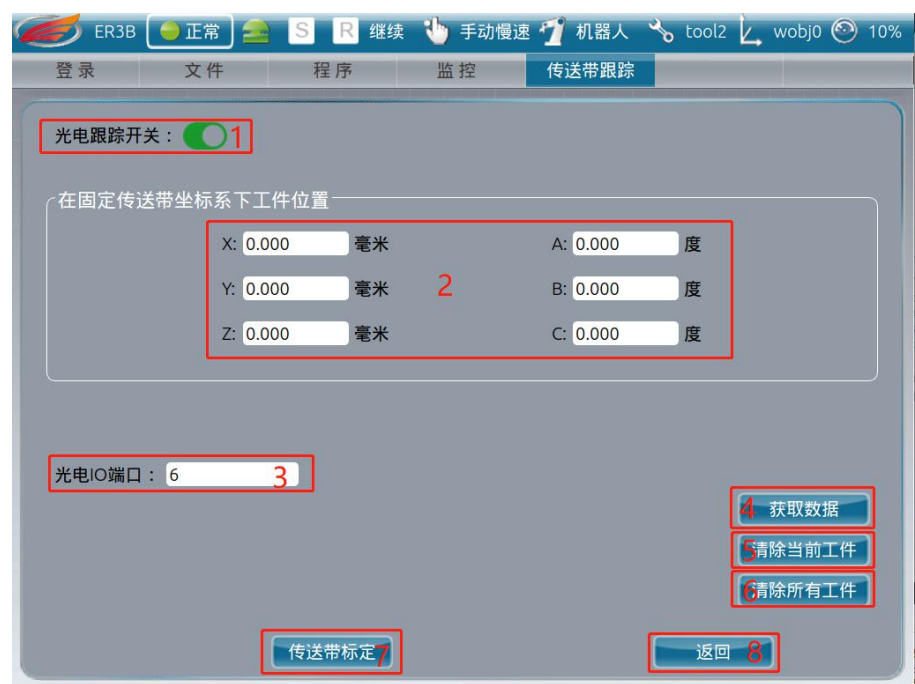 ER3B 正常 S R 继续 手动慢速 机器人 tool2 wobj0 10%
登录 文件 程序 监控 传送带跟踪
光电跟踪开关： 1
在固定传送带坐标系下工件位置
X: 0.000 毫米 A: 0.000 度
Y: 0.000 毫米 2 B: 0.000 度
Z: 0.000 毫米 C: 0.000 度
光电IO端口： 6 3
4 获取数据
5 清除当前工件
6 清除所有工件
传送带标定 7 返回 8